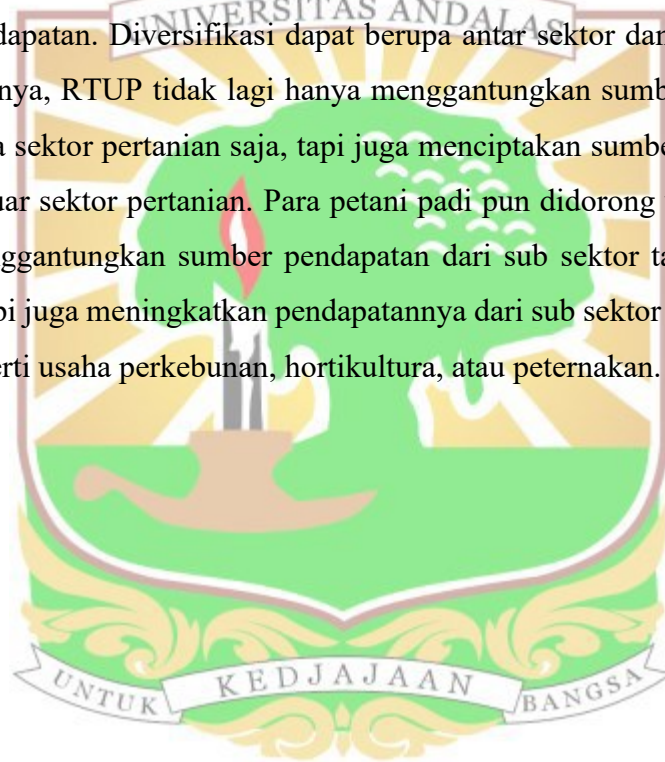 UNIVERSITAS ANDALAS
dapatan. Diversifikasi dapat berupa antar sektor dan
nya, RTUP tidak lagi hanya menggantungkan sumb
a sektor pertanian saja, tapi juga menciptakan sumbe
uar sektor pertanian. Para petani padi pun didorong
nggantungkan sumber pendapatan dari sub sektor ta
pi juga meningkatkan pendapatannya dari sub sektor
erti usaha perkebunan, hortikultura, atau peternakan.
UNTUK KEDJAJAAN BANGSA